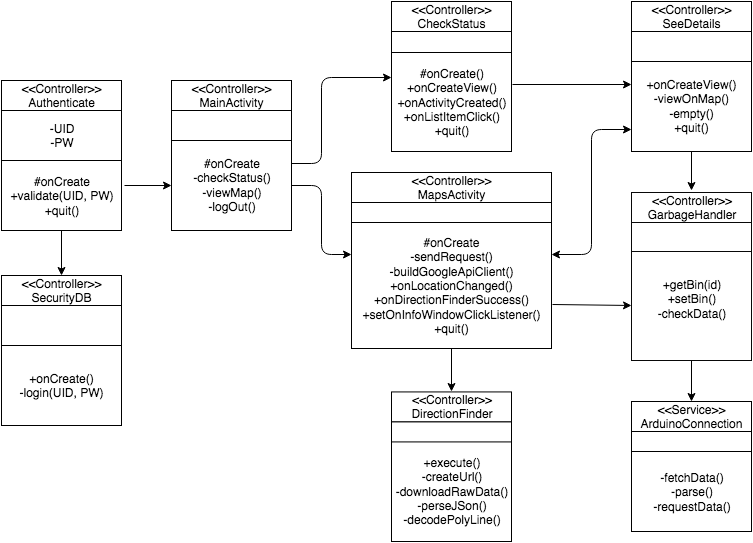 <<Controller>>
Authenticate
-UID
-PW
#onCreate
+validate(UID, PW)
+quit()
<<Controller>>
SecurityDB
+onCreate()
-login(UID, PW)
<<Controller>>
MainActivity
#onCreate
-checkStatus()
-viewMap()
-logOut()
<<Controller>>
CheckStatus
#onCreate()
+onCreateView()
+onActivityCreated()
+onListItemClick()
+quit()
<<Controller>>
MapsActivity
#onCreate
-sendRequest()
-buildGoogleApiClient()
+onLocationChanged()
+onDirectionFinderSuccess()
+setOnInfoWindowClickListener()
+quit()
<<Controller>>
DirectionFinder
+execute()
-createUrl()
-downloadRawData()
-perseJSon()
-decodePolyLine()
<<Controller>>
SeeDetails
+onCreateView()
-viewOnMap()
-empty()
+quit()
<<Controller>>
GarbageHandler
+getBin(id)
+setBin()
-checkData()
<<Service>>
ArduinoConnection
-fetchData()
-parse()
-requestData()